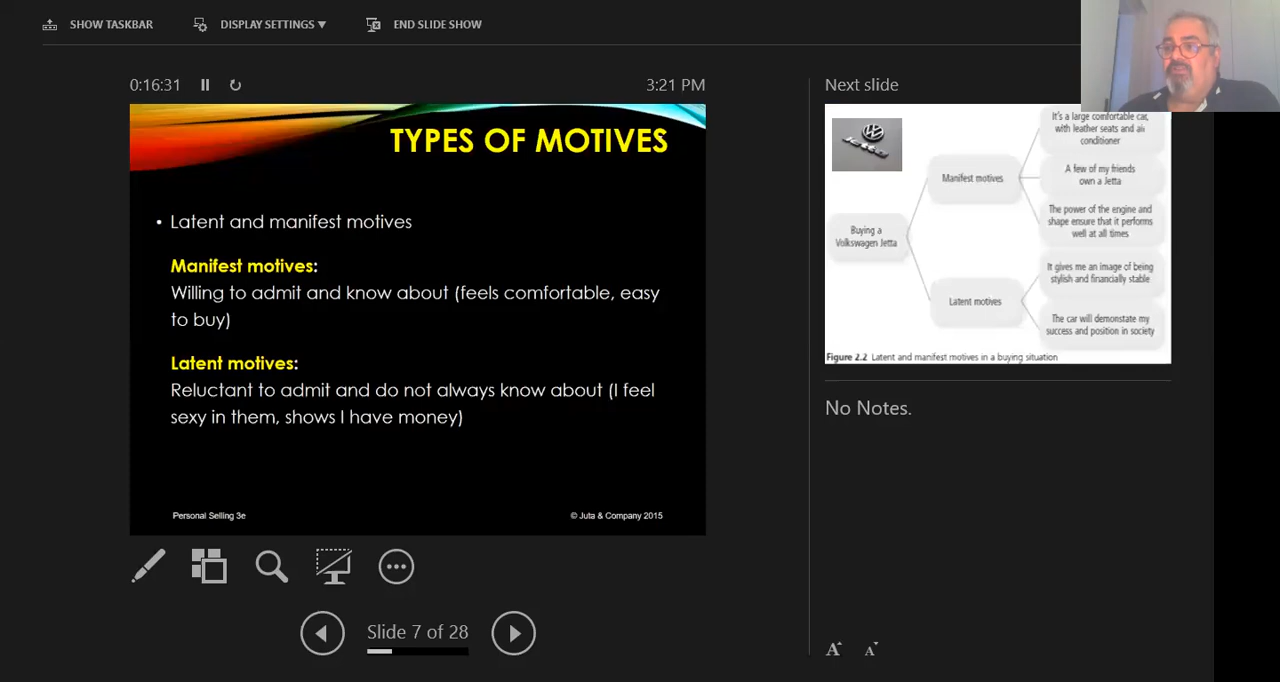 SHOW TASKBAR
DISPLAY SETTINGS ▼
END SLIDE SHOW
0:16:31
3:21 PM
TYPES OF MOTIVES
• Latent and manifest motives
Manifest motives:
Willing to admit and know about (feels comfortable, easy
to buy)
Latent motives:
Reluctant to admit and do not always know about (I feel
sexy in them, shows I have money)
Personal Selling 3e
© Juta & Company 2015
Slide 7 of 28
Next slide
Jetta
Buying a
Volkswagen Jetta
Manifest motives
It's a large comfortable car,
with leather seats and air
conditioner
A few of my friends
own a Jetta
The power of the engine and
shape ensure that it performs
well at all times
Latent motives
It gives me an image of being
stylish and financially stable
The car will demonstate my
success and position in society
Figure 2.2 Latent and manifest motives in a buying situation
No Notes.
A
A